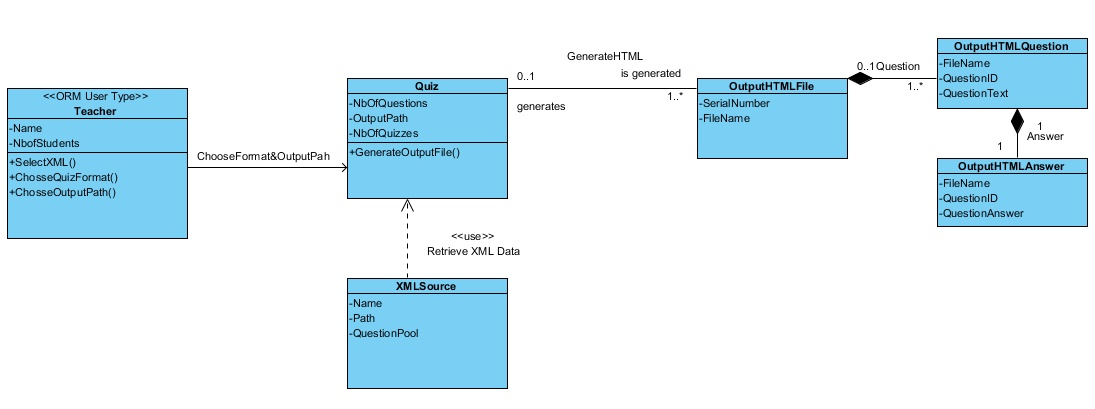 <<ORM User Type>>
Teacher
-Name
-NbofStudents
+SelectXML()
+ChosseQuizFormat()
+ChosseOutputPath()
ChooseFormat&OutputPah
Quiz
-NbOfQuestions
-OutputPath
-NbOfQuizzes
+GenerateOutputFile()
<<use>>
Retrieve XML Data
XMLSource
-Name
-Path
-QuestionPool
GenerateHTML
0..1
is generated
generates
1..*
OutputHTMLFile
-SerialNumber
-FileName
0..1 Question
1..*
OutputHTMLQuestion
-FileName
-QuestionID
-QuestionText
1
Answer
1
OutputHTMLAnswer
-FileName
-QuestionID
-QuestionAnswer